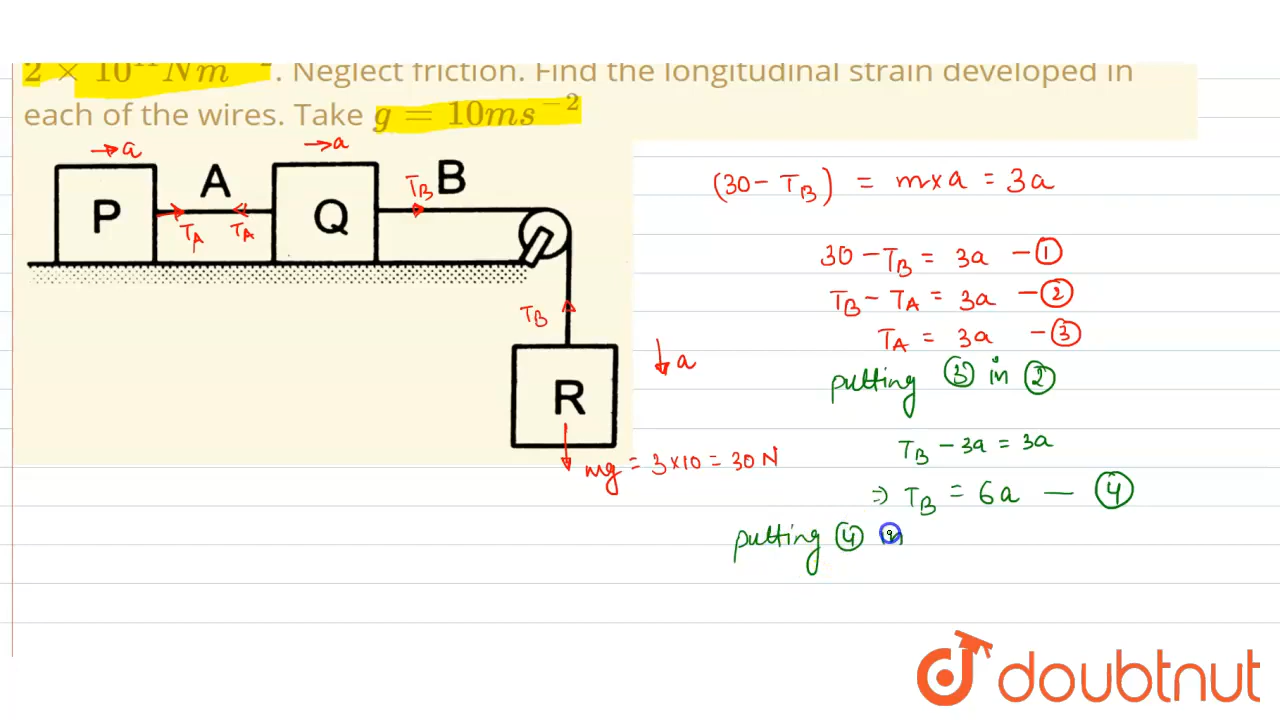 2 × 10¹¹ Nm⁻². Neglect friction. Find the longitudinal strain developed in
each of the wires. Take g = 10ms⁻²
→a
→a
P
A
Q
B
T_A
T_A
T_B
T_B
R
a
mg = 3×10 = 30 N
(30 - T_B) = m×a = 3a
30 - T_B = 3a - ①
T_B - T_A = 3a - ②
T_A = 3a - ③
putting ③ in ②
T_B - 3a = 3a
⇒ T_B = 6a — ④
putting ④
doubtnut